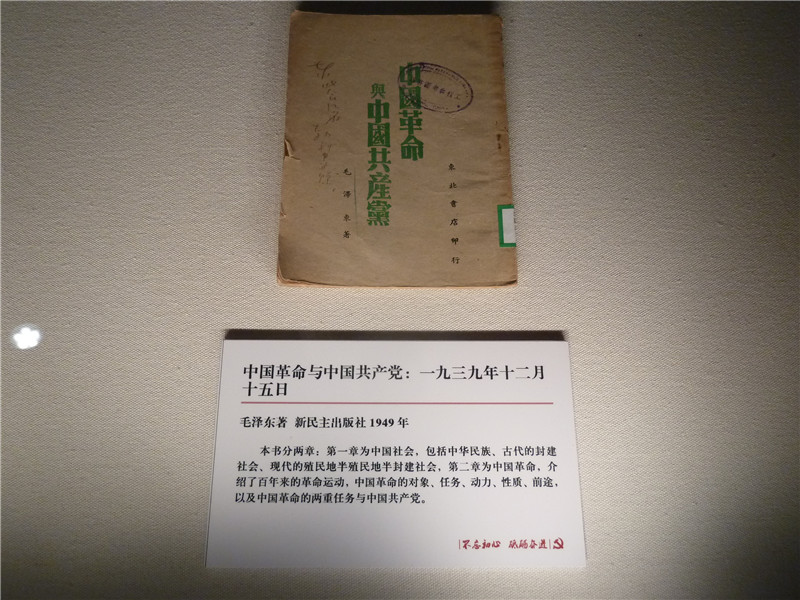 中國革命
與中國共產黨
毛澤東著
東北書店印行
中国革命与中国共产党：一九三九年十二月
十五日
毛泽东著 新民主出版社1949年
本书分两章：第一章为中国社会，包括中华民族、古代的封建
社会、现代的殖民地半殖民地半封建社会，第二章为中国革命，介
绍了百年来的革命运动，中国革命的对象、任务、动力、性质、前途，
以及中国革命的两重任务与中国共产党。
不忘初心 砥砺奋进